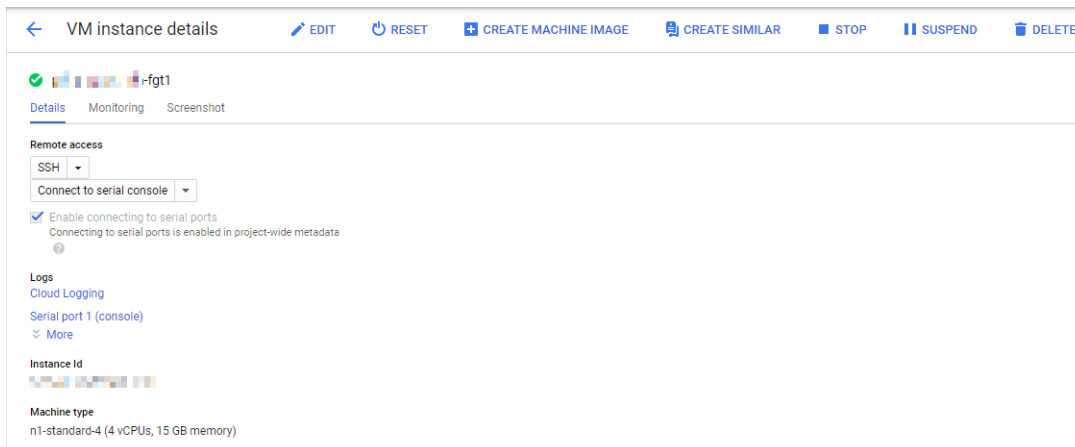 VM instance details EDIT RESET CREATE MACHINE IMAGE CREATE SIMILAR STOP SUSPEND DELETE
-fgt1
Details Monitoring Screenshot
Remote access
SSH
Connect to serial console
Enable connecting to serial ports
Connecting to serial ports is enabled in project-wide metadata
Logs
Cloud Logging
Serial port 1 (console)
More
Instance Id
Machine type
n1-standard-4 (4 vCPUs, 15 GB memory)